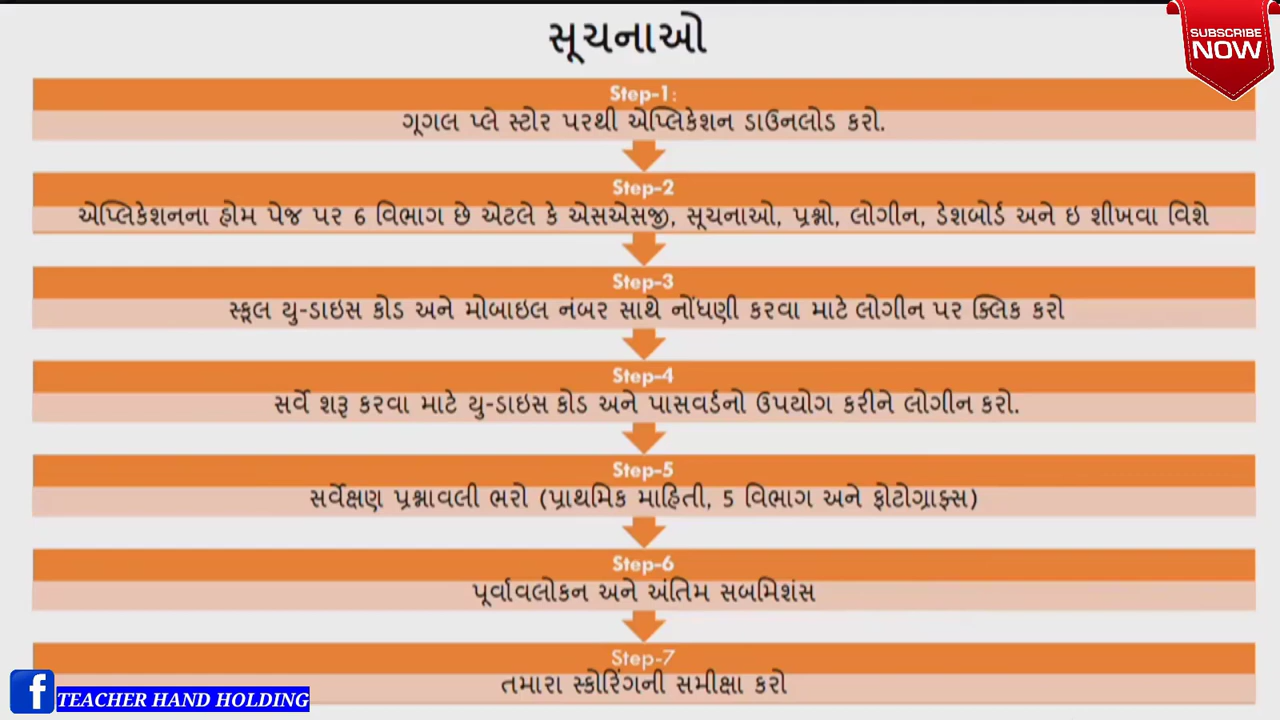 સૂચનાઓ
SUBSCRIBE
NOW
Step-1:
ગૂગલ પ્લે સ્ટોર પરથી એપ્લિકેશન ડાઉનલોડ કરો.
Step-2
એપ્લિકેશનના હોમ પેજ પર 6 વિભાગ છે એટલે કે એસએસજી, સૂચનાઓ, પ્રશ્નો, લોગીન, ડેશબોર્ડ અને ઇ શીખવા વિશે
Step-3
સ્કૂલ યુ-ડાઇસ કોડ અને મોબાઇલ નંબર સાથે નોંધણી કરવા માટે લોગીન પર ક્લિક કરો
Step-4
સર્વે શરૂ કરવા માટે યુ-ડાઇસ કોડ અને પાસવર્ડનો ઉપયોગ કરીને લોગીન કરો.
Step-5
સર્વેક્ષણ પ્રશ્નાવલી ભરો (પ્રાથમિક માહિતી, 5 વિભાગ અને ફોટોગ્રાફ્સ)
Step-6
પૂર્વાવલોકન અને અંતિમ સબમિશંસ
Step-7
તમારા સ્કોરિંગની સમીક્ષા કરો
f TEACHER HAND HOLDING